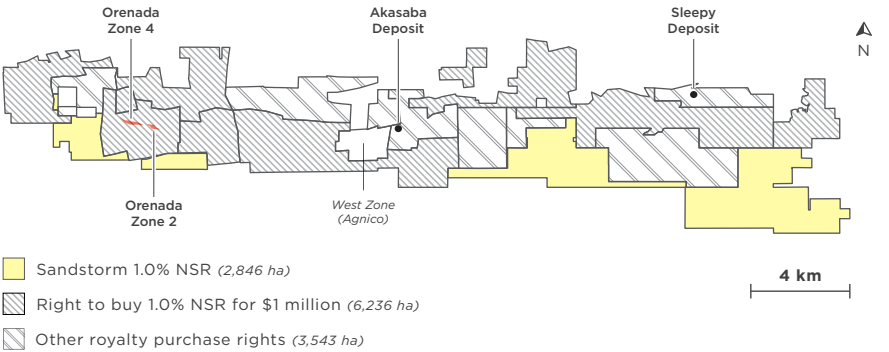 Orenada
Zone 4
Akasaba
Deposit
Sleepy
Deposit
N
Orenada
Zone 2
West Zone
(Agnico)
Sandstorm 1.0% NSR (2,846 ha)
4 km
Right to buy 1.0% NSR for $1 million (6,236 ha)
Other royalty purchase rights (3,543 ha)